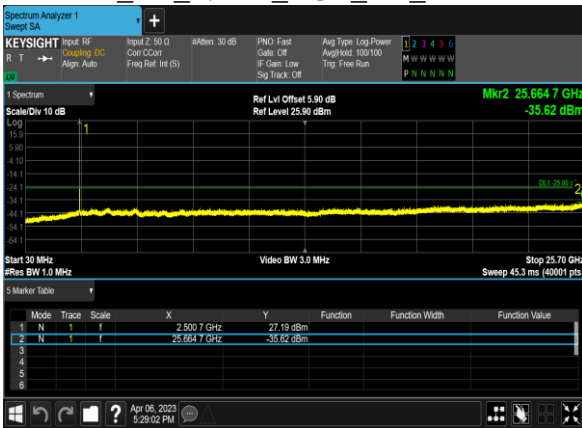 Spectrum Analyzer 1
Swept SA
KEYSIGHT Input: RF Input Z: 50 Ω #Atten: 30 dB PNO: Fast Avg Type: Log-Power 1 2 3 4 5 6
R T Coupling: DC Corr CCorr Gate: Off Avg|Hold: 100/100 M W W W W W
Align: Auto Freq Ref: Int (S) IF Gain: Low Trig: Free Run
LV Sig Track: Off P N N N N N
1 Spectrum Ref Lvl Offset 5.90 dB Mkr2 25.664 7 GHz
Scale/Div 10 dB Ref Level 25.90 dBm -35.62 dBm
Log
15.9 1
5.90
-4.10
-14.1
-24.1 DL1 -25.00 2
-34.1
-44.1
-54.1
-64.1
Start 30 MHz Video BW 3.0 MHz Stop 25.70 GHz
#Res BW 1.0 MHz Sweep 45.3 ms (40001 pts
5 Marker Table
Mode Trace Scale X Y Function Function Width Function Value
1 N 1 f 2.500 7 GHz 27.19 dBm
2 N 1 f 25.664 7 GHz -35.62 dBm
3
4
5
6
? Apr 06, 2023
5:29:02 PM